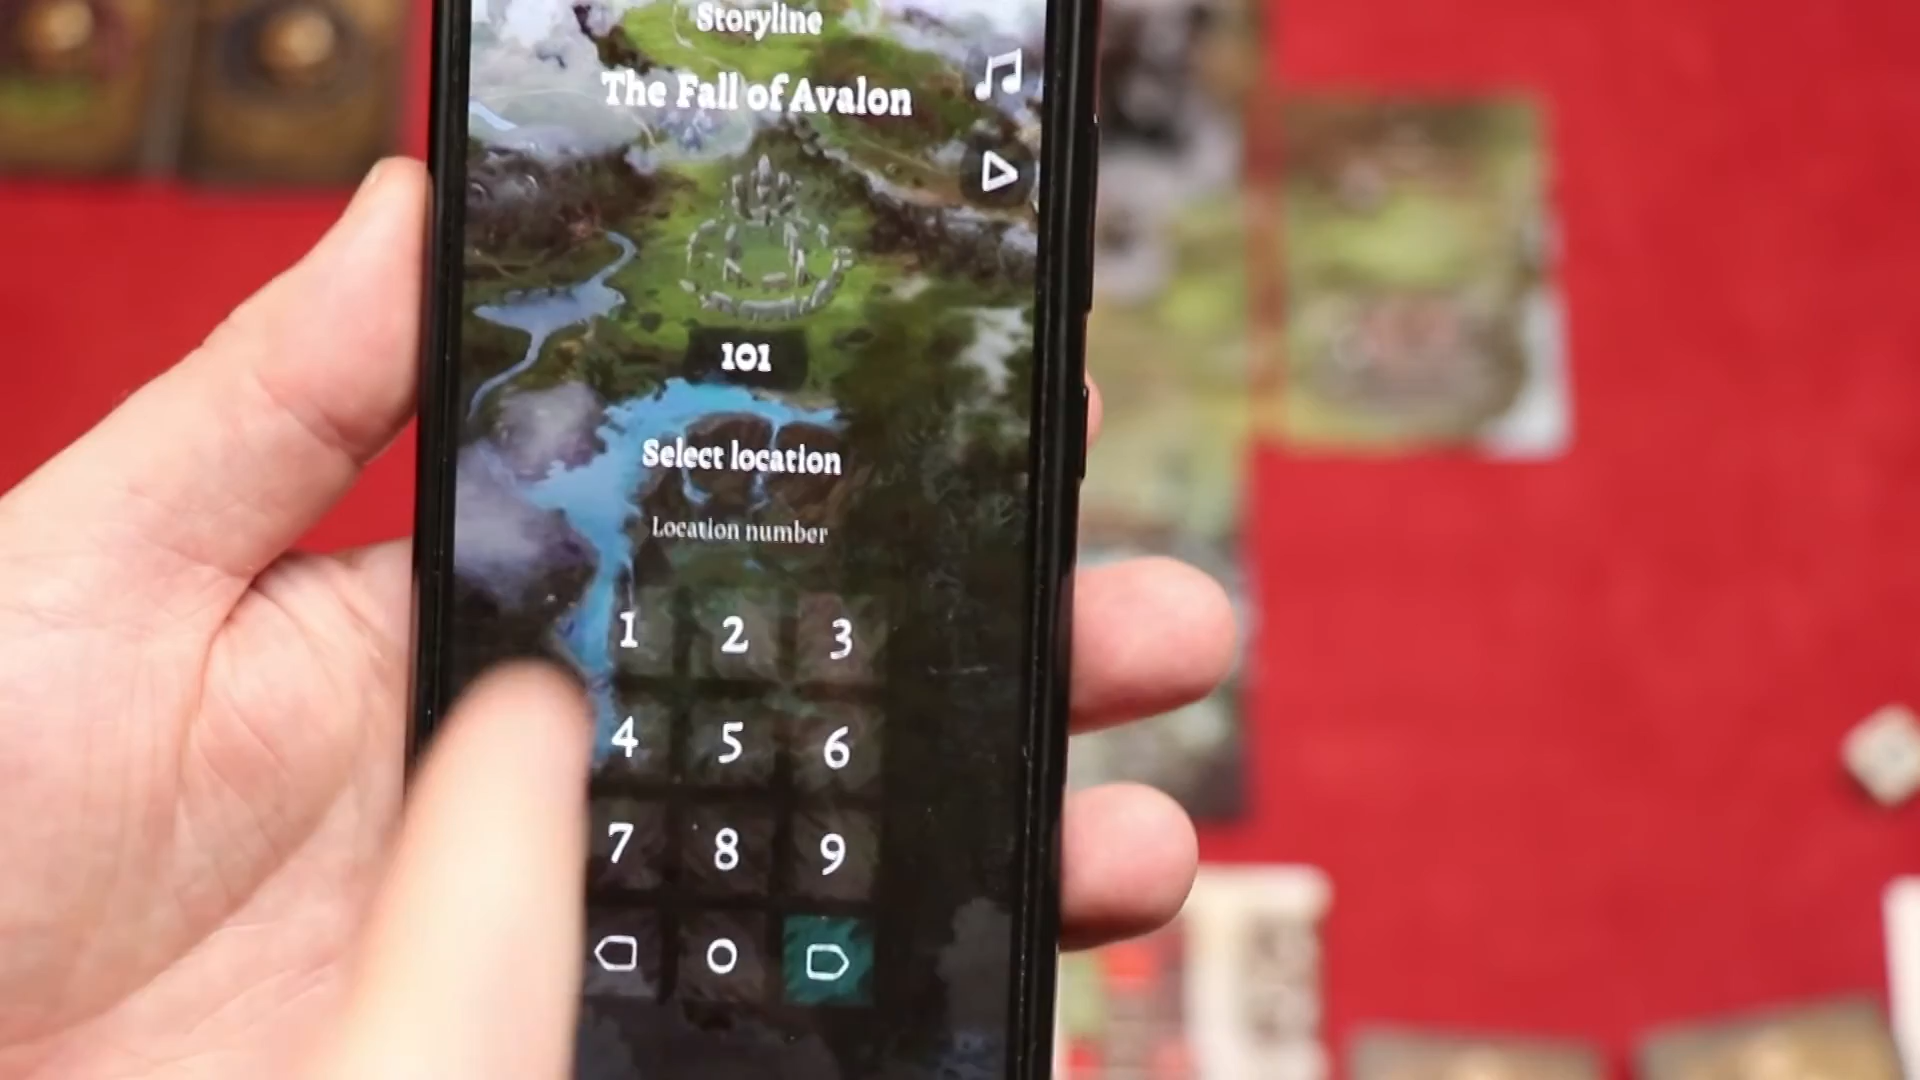 Storyline
The Fall of Avalon
101
Select location
Location number
1 2 3
4 5 6
7 8 9
0